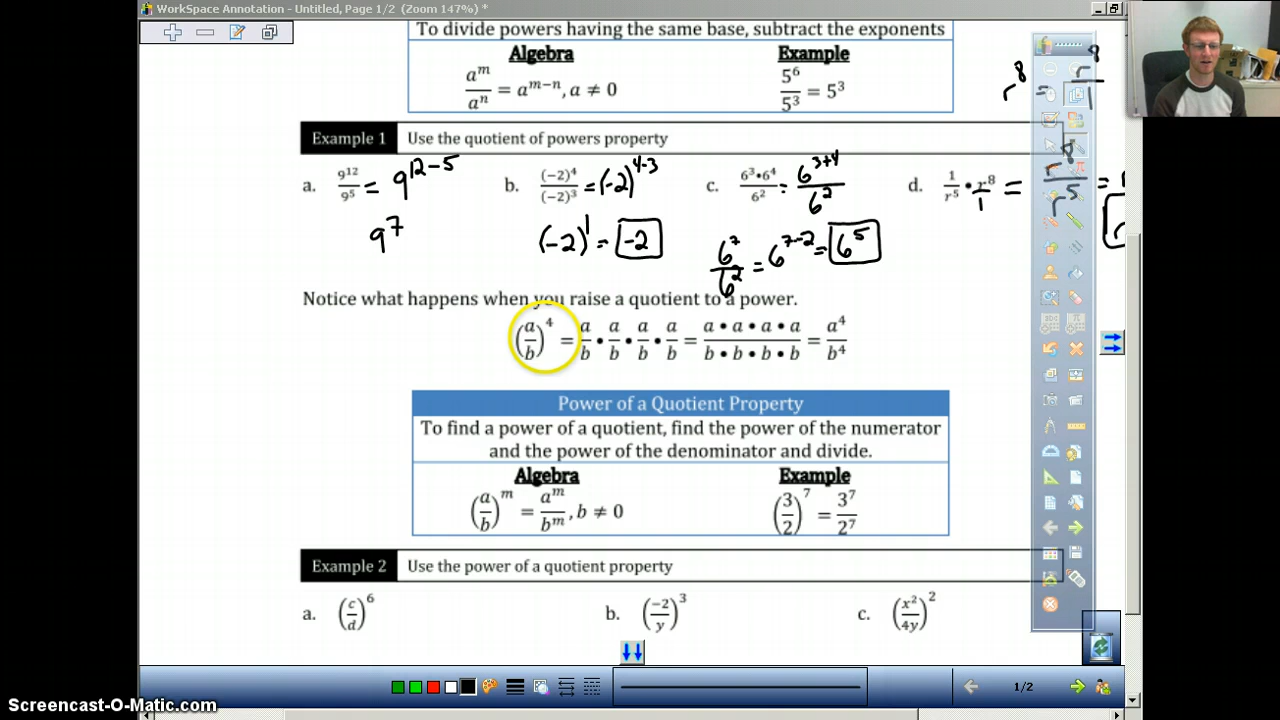 WorkSpace Annotation - Untitled, Page 1/2 (Zoom 147%) *
To divide powers having the same base, subtract the exponents
Algebra Example
a^m/a^n = a^(m−n), a ≠ 0 5^6/5^3 = 5^3
Example 1 Use the quotient of powers property
a. 9^12/9^5 = 9^(12−5) b. (−2)^4/(−2)^3 = (−2)^(4−3) c. 6^3•6^4/6^2 = 6^(3+4)/6^2 d. 1/r^5 • r^8/1 = r^8/r^5 =
r^8 = r^8/1
9^7 (−2)^1 = -2 6^7/6^2 = 6^(7−2) = 6^5
Notice what happens when you raise a quotient to a power.
(a/b)^4 = a/b • a/b • a/b • a/b = a•a•a•a/b•b•b•b = a^4/b^4
Power of a Quotient Property
To find a power of a quotient, find the power of the numerator
and the power of the denominator and divide.
Algebra Example
(a/b)^m = a^m/b^m, b ≠ 0 (3/2)^7 = 3^7/2^7
Example 2 Use the power of a quotient property
a. (c/d)^6 b. (−2/y)^3 c. (x^2/4y)^2
1/2
Screencast-O-Matic.com